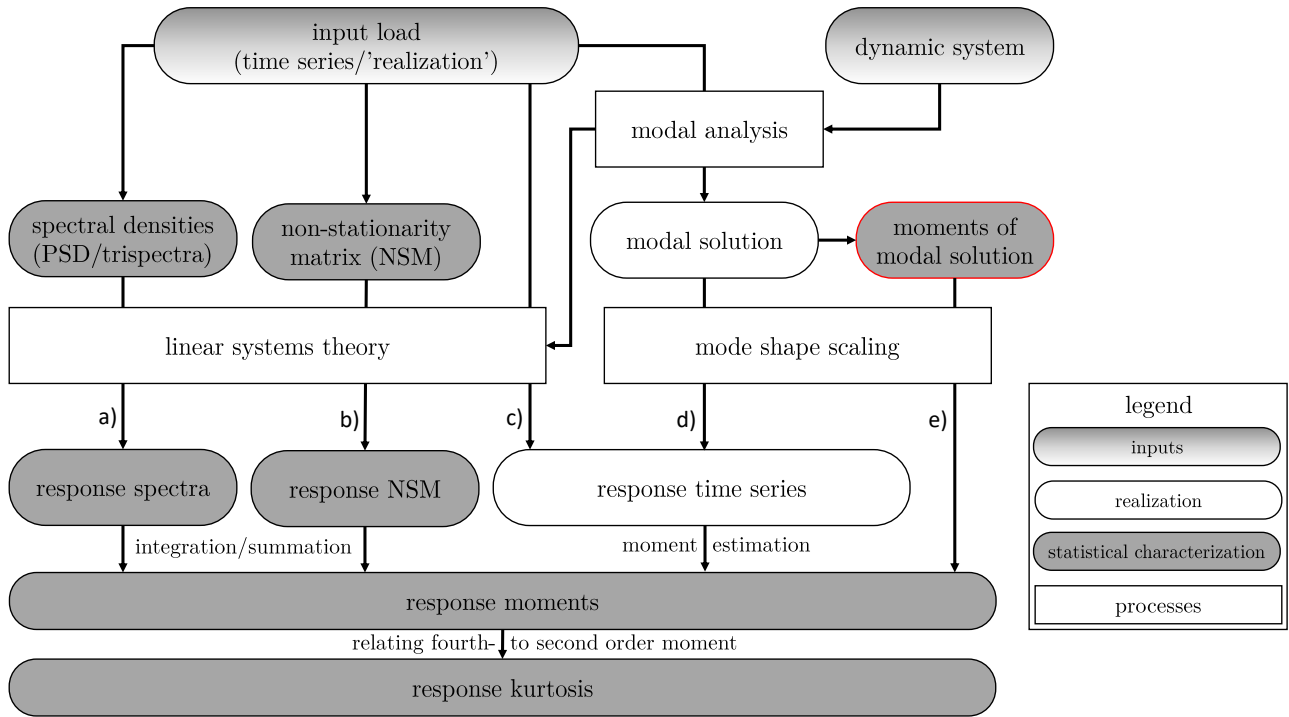 input load
(time series/’realization’)
dynamic system
modal analysis
spectral densities
(PSD/trispectra)
non-stationarity
matrix (NSM)
modal solution
moments of
modal solution
linear systems theory
mode shape scaling
a)
b)
c)
d)
e)
response spectra
response NSM
response time series
integration/summation
moment estimation
response moments
relating fourth- to second order moment
response kurtosis
legend
inputs
realization
statistical characterization
processes